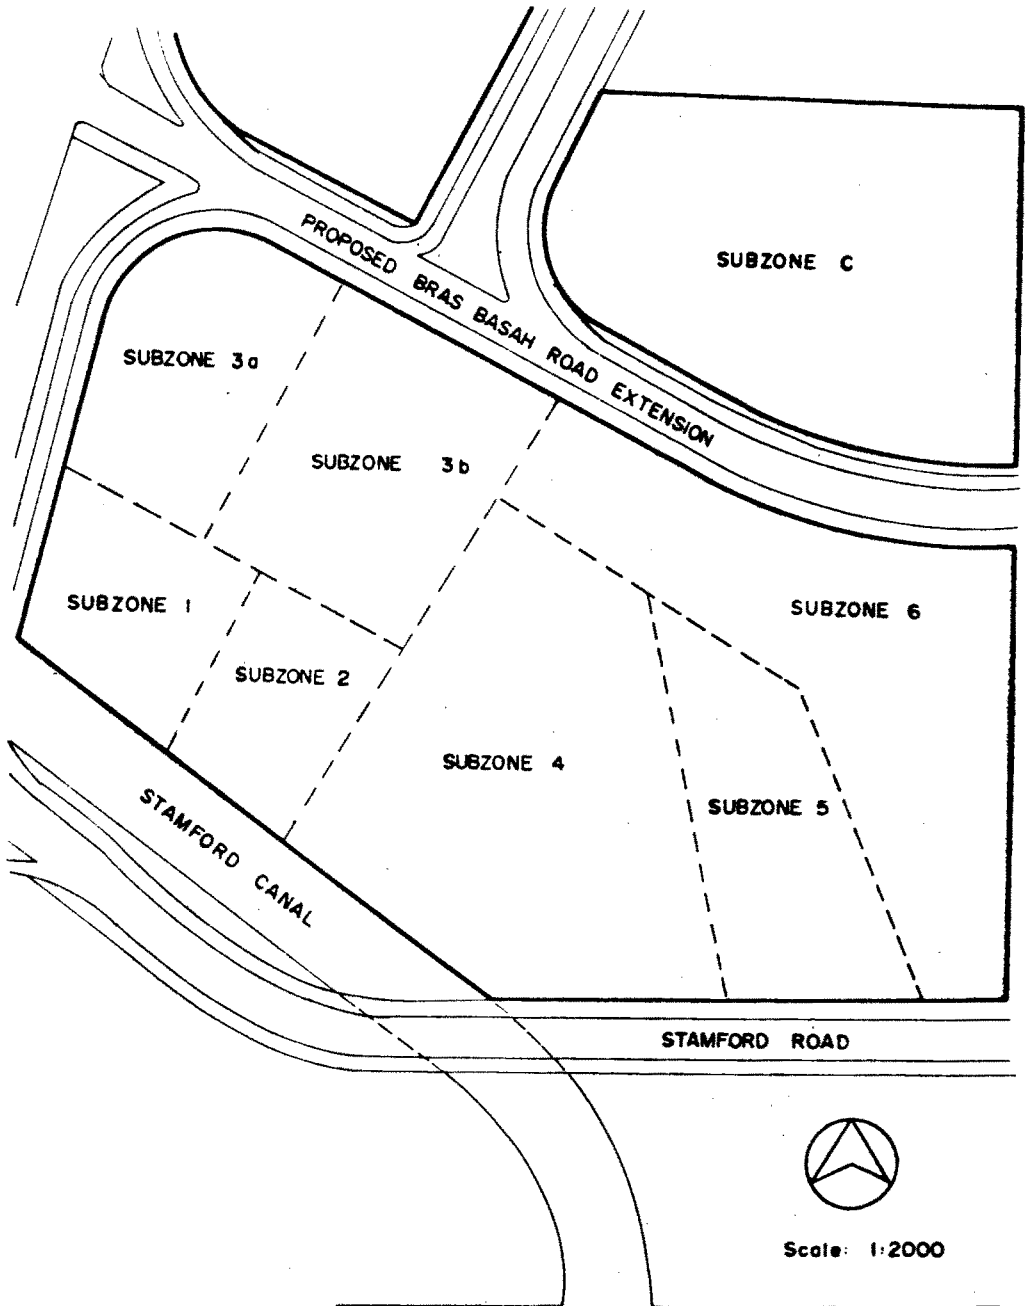 SUBZONE C
PROPOSED BRAS BASAH ROAD EXTENSION
SUBZONE 3a
SUBZONE 3b
SUBZONE 1
SUBZONE 6
SUBZONE 2
SUBZONE 4
SUBZONE 5
STAMFORD CANAL
STAMFORD ROAD
Scale: 1:2000